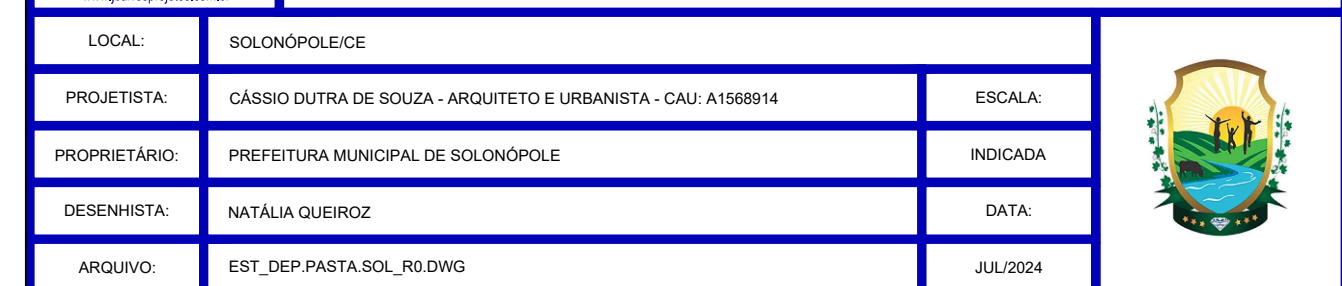 LOCAL: SOLONÓPOLE/CE
PROJETISTA: CÁSSIO DUTRA DE SOUZA - ARQUITETO E URBANISTA - CAU: A1568914 ESCALA:
PROPRIETÁRIO: PREFEITURA MUNICIPAL DE SOLONÓPOLE INDICADA
DESENHISTA: NATÁLIA QUEIROZ DATA:
ARQUIVO: EST_DEP.PASTA.SOL_R0.DWG JUL/2024